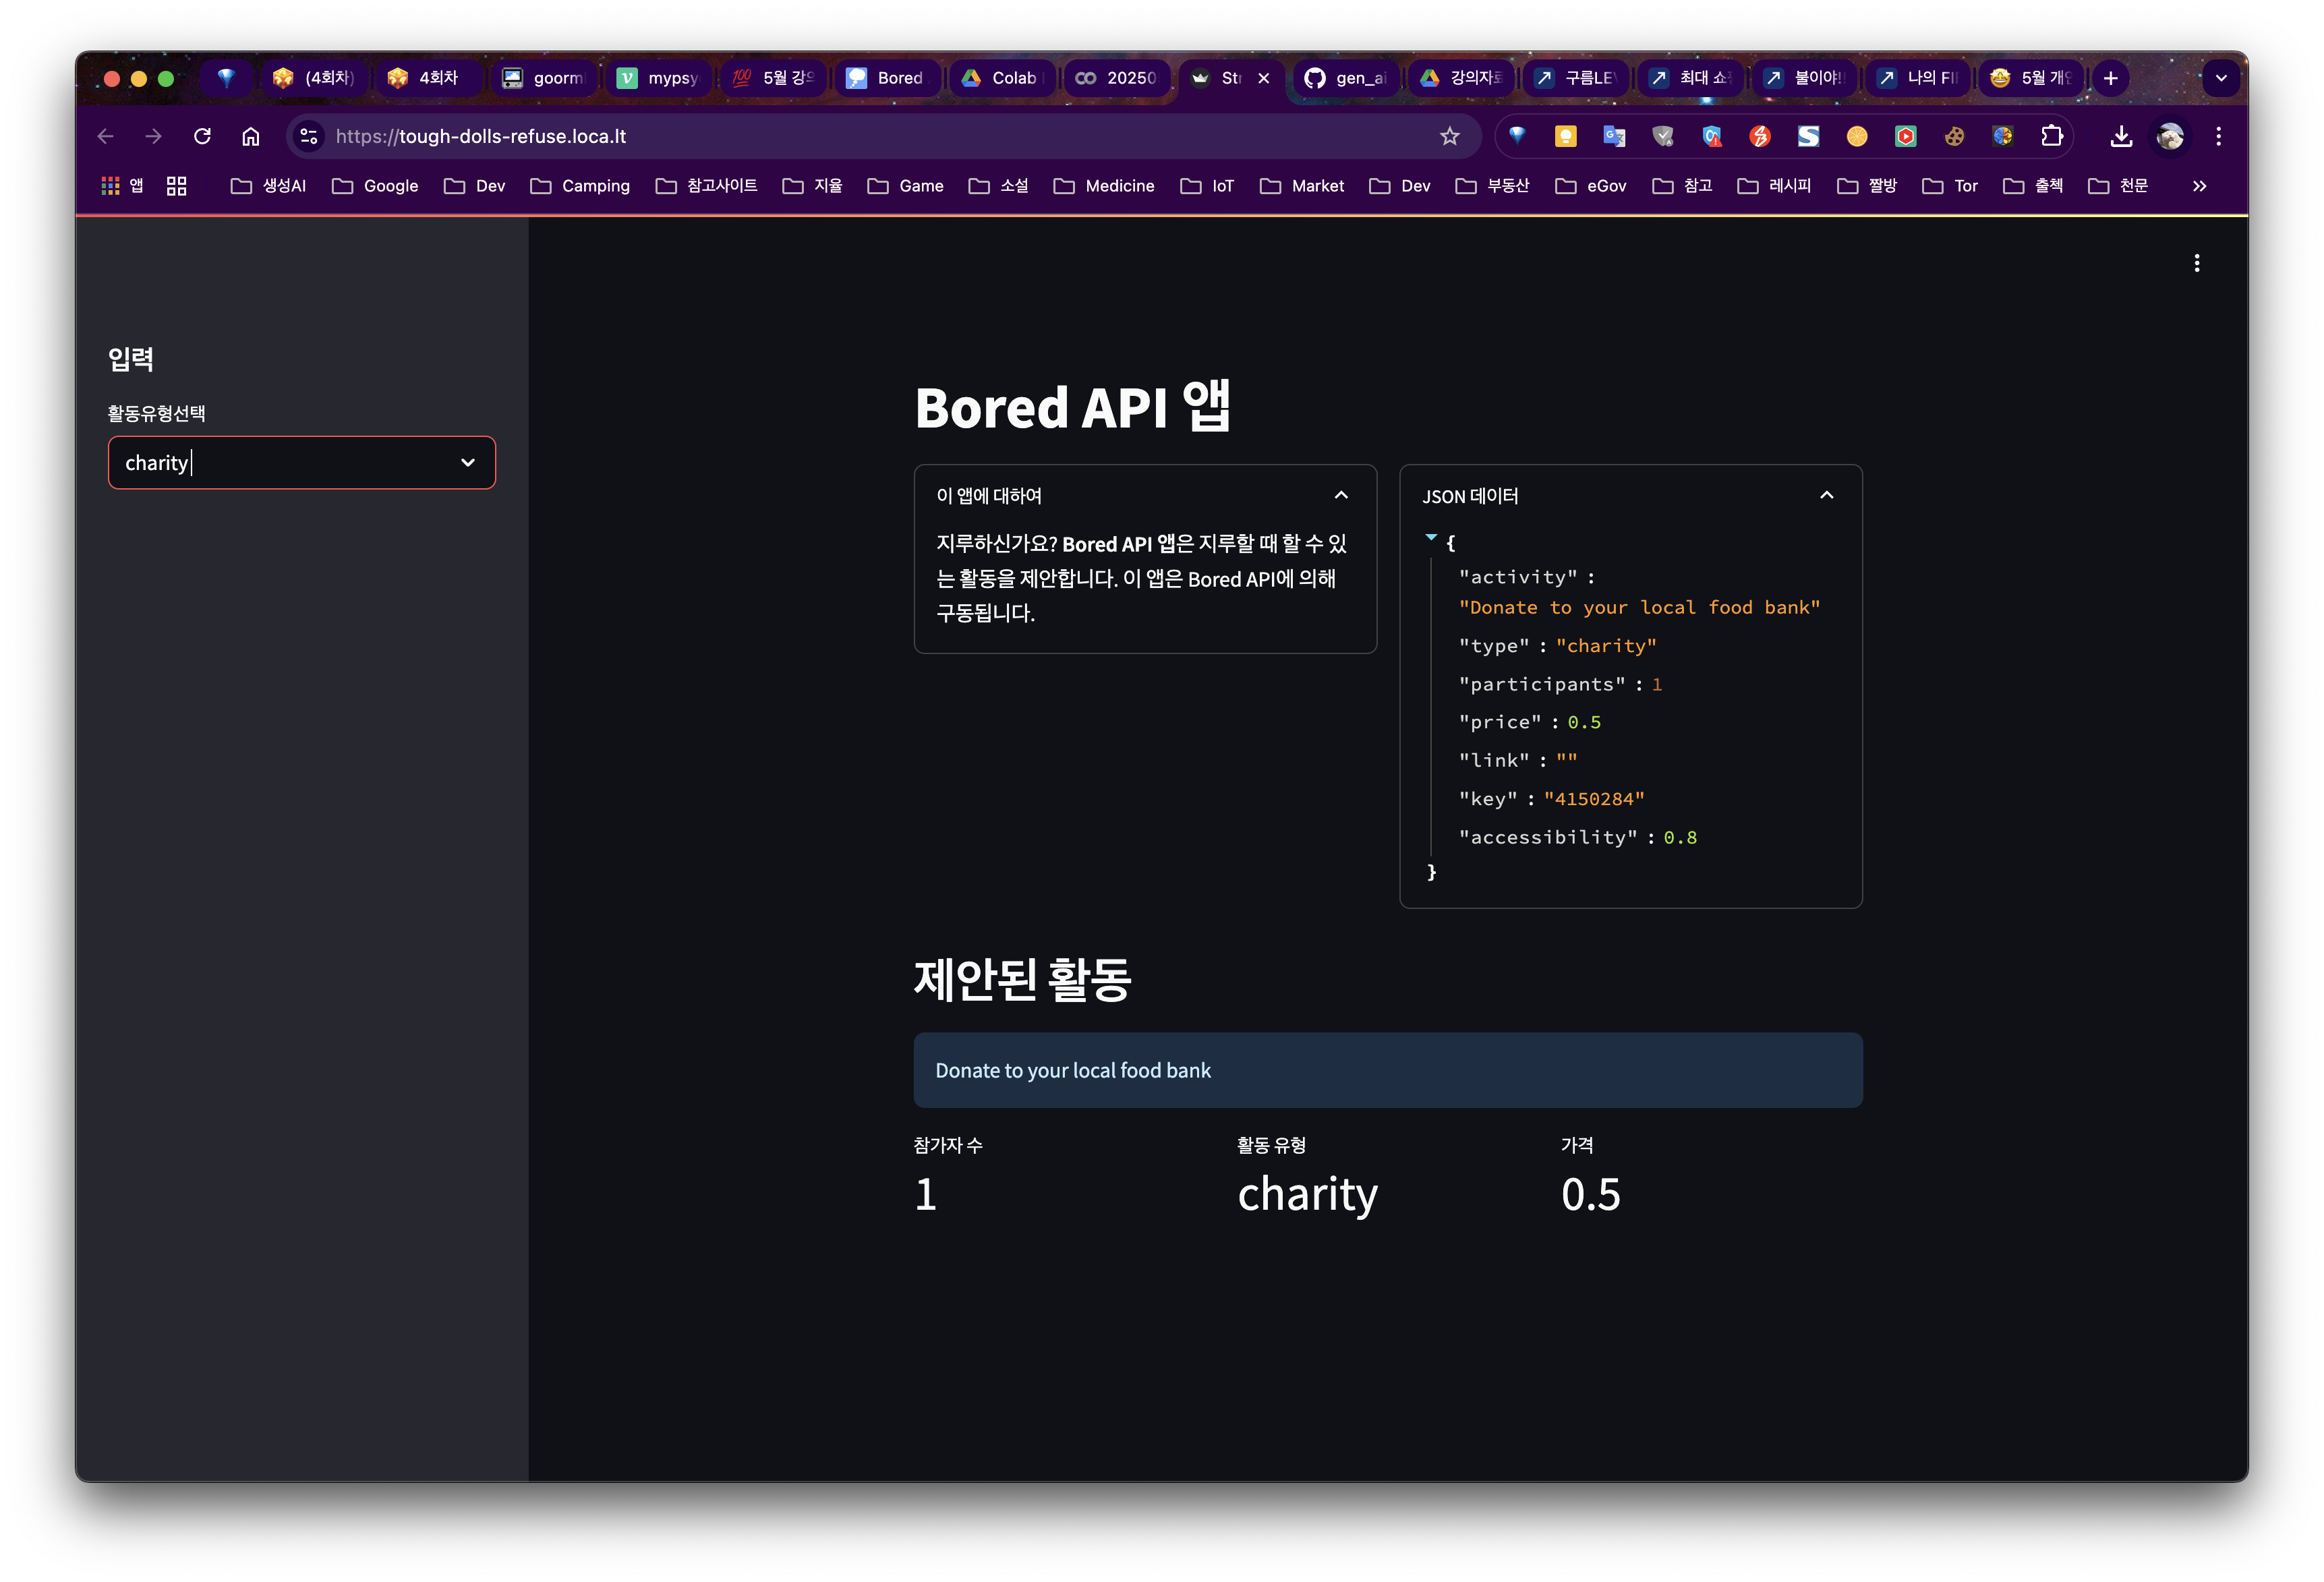 (4회차)
4회차
goorm
mypsy
5월 강의
Bored
Colab
20250
Str
gen_ai
강의자료
구름LEV
최대 쇼핑
불이야!!
나의 FI
5월 개인
https://tough-dolls-refuse.loca.lt
앱
생성AI
Google
Dev
Camping
참고사이트
지율
Game
소설
Medicine
IoT
Market
Dev
부동산
eGov
참고
레시피
짤방
Tor
출첵
천문
입력
활동유형선택
charity
Bored API 앱
이 앱에 대하여
지루하신가요? Bored API 앱은 지루할 때 할 수 있
는 활동을 제안합니다. 이 앱은 Bored API에 의해
구동됩니다.
JSON 데이터
{
"activity" :
"Donate to your local food bank"
"type" : "charity"
"participants" : 1
"price" : 0.5
"link" : ""
"key" : "4150284"
"accessibility" : 0.8
}
제안된 활동
Donate to your local food bank
참가자 수
1
활동 유형
charity
가격
0.5